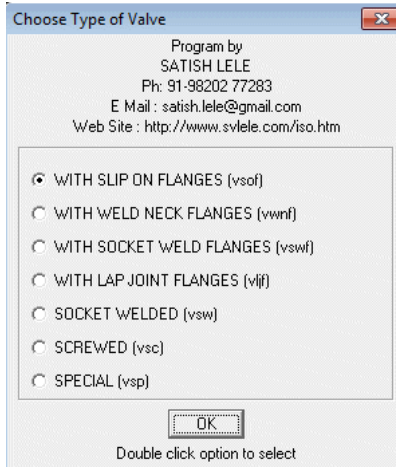 Choose Type of Valve
Program by
SATISH LELE
Ph: 91-98202 77283
E Mail : satish.lele@gmail.com
Web Site : http://www.svlele.com/iso.htm
WITH SLIP ON FLANGES (vsof)
WITH WELD NECK FLANGES (vwnf)
WITH SOCKET WELD FLANGES (vswf)
WITH LAP JOINT FLANGES (vljf)
SOCKET WELDED (vsw)
SCREWED (vsc)
SPECIAL (vsp)
OK
Double click option to select